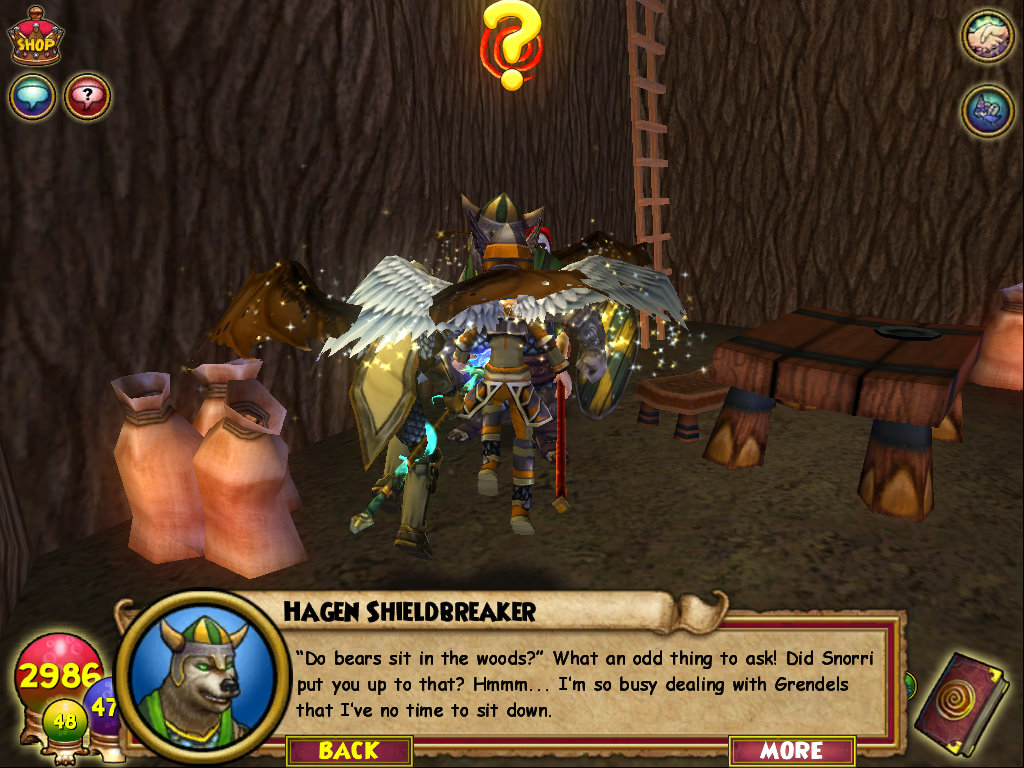 SHOP
?
?
HAGEN SHIELDBREAKER
"Do bears sit in the woods?" What an odd thing to ask! Did Snorri
put you up to that? Hmmm... I'm so busy dealing with Grendels
that I've no time to sit down.
2986
47
48
BACK
MORE